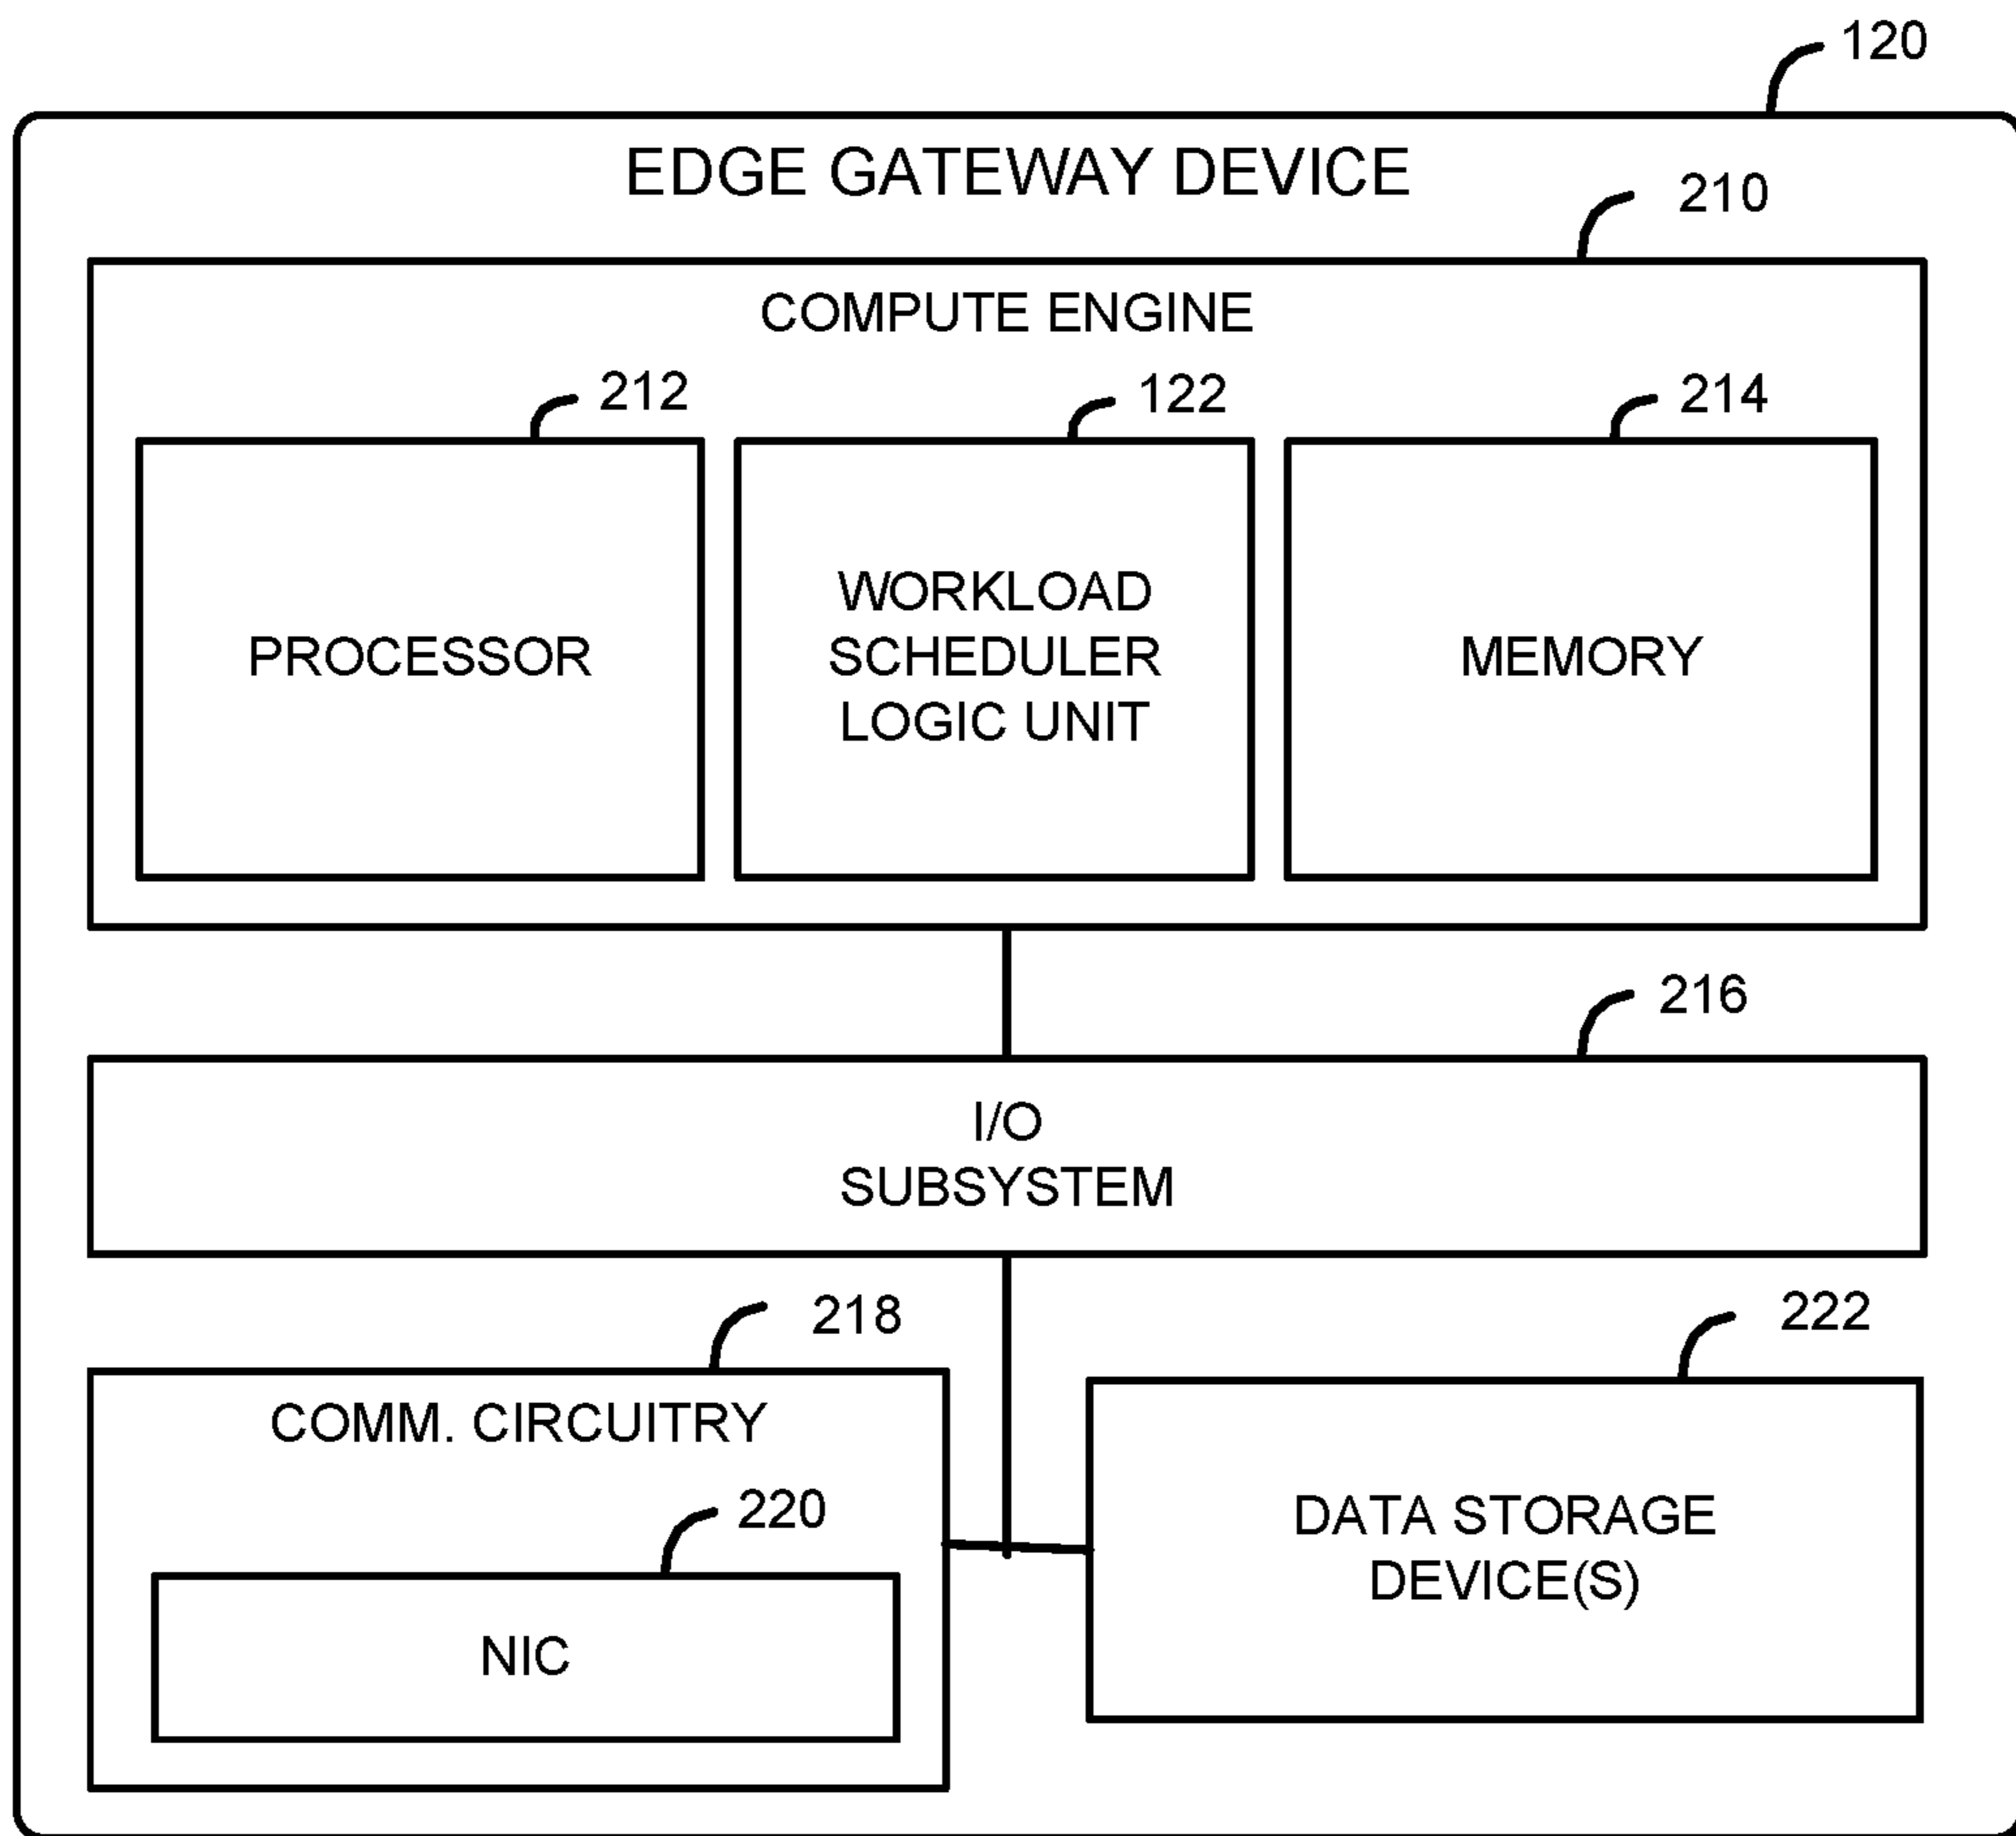 120
EDGE GATEWAY DEVICE
210
COMPUTE ENGINE
212
122
214
PROCESSOR
WORKLOAD
SCHEDULER
LOGIC UNIT
MEMORY
216
I/O
SUBSYSTEM
218
222
COMM. CIRCUITRY
220
NIC
DATA STORAGE
DEVICE(S)